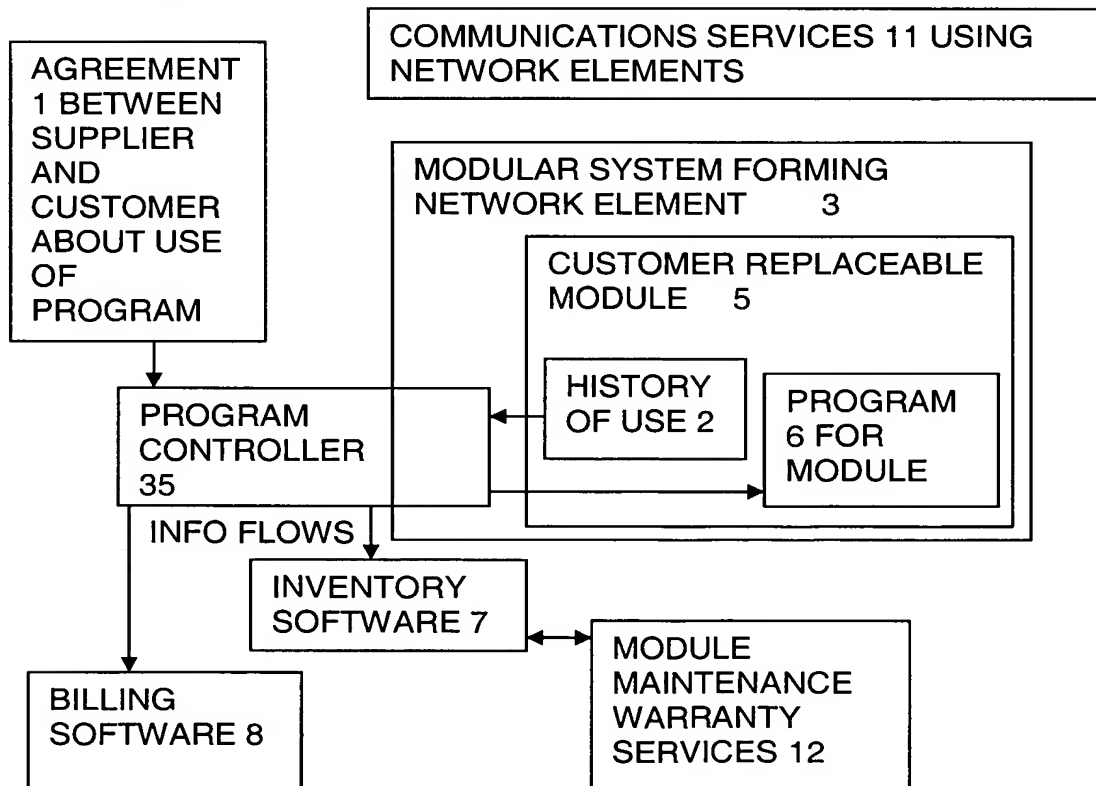 COMMUNICATIONS SERVICES 11 USING
NETWORK ELEMENTS
AGREEMENT
1 BETWEEN
SUPPLIER
AND
CUSTOMER
ABOUT USE
OF
PROGRAM
MODULAR SYSTEM FORMING
NETWORK ELEMENT 3
CUSTOMER REPLACEABLE
MODULE 5
HISTORY
OF USE 2
PROGRAM
6 FOR
MODULE
PROGRAM
CONTROLLER
35
INFO FLOWS
INVENTORY
SOFTWARE 7
MODULE
MAINTENANCE
WARRANTY
SERVICES 12
BILLING
SOFTWARE 8